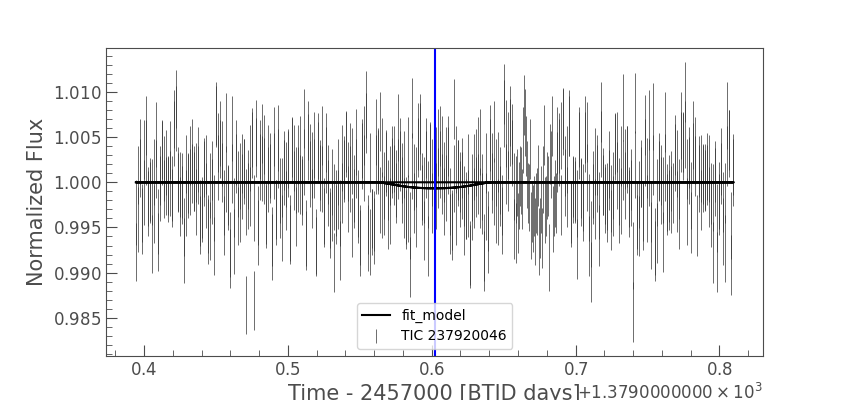 Normalized Flux
1.010
1.005
1.000
0.995
0.990
0.985
fit_model
TIC 237920046
0.4 0.5 0.6 0.7 0.8
Time - 2457000 [BTJD days]
+1.3790000000 × 10³